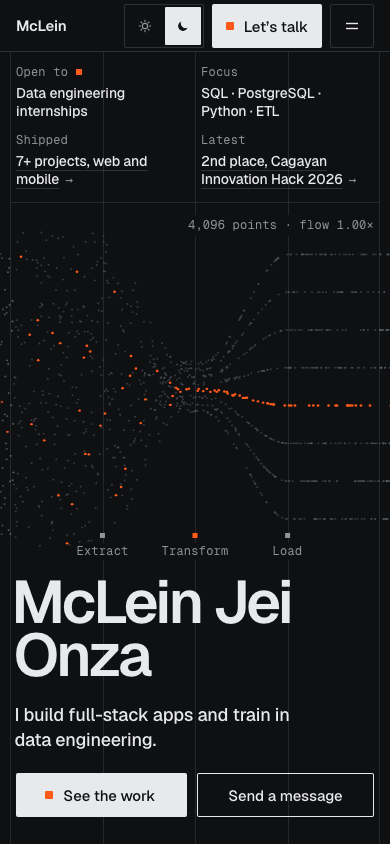 McLein
Let's talk
Open to
Data engineering
internships
Focus
SQL · PostgreSQL ·
Python · ETL
Shipped
7+ projects, web and
mobile →
Latest
2nd place, Cagayan
Innovation Hack 2026 →
4,096 points · flow 1.00×
Extract
Transform
Load
McLein Jei
Onza
I build full-stack apps and train in
data engineering.
See the work
Send a message